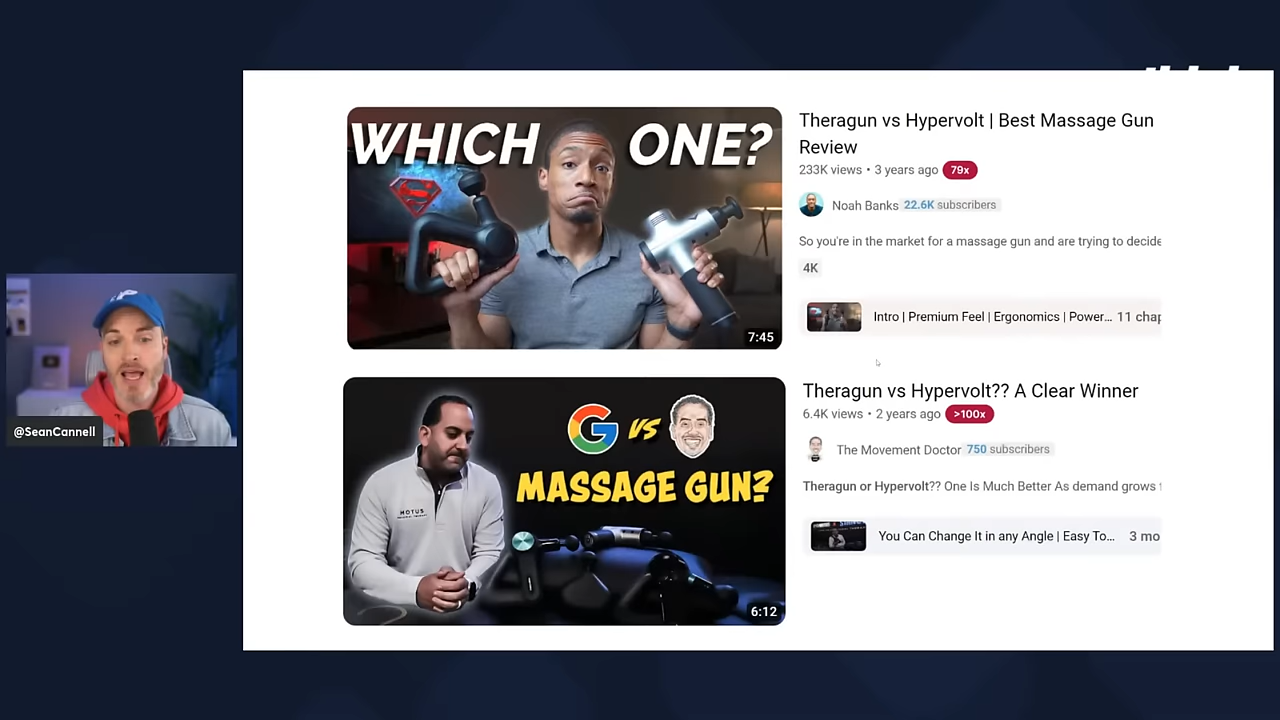 WHICH ONE?
7:45
Theragun vs Hypervolt | Best Massage Gun
Review
233K views • 3 years ago 79x
Noah Banks 22.6K subscribers
So you're in the market for a massage gun and are trying to decide
4K
Intro | Premium Feel | Ergonomics | Power... 11 chap
@SeanCannell
G VS
MASSAGE GUN?
MOTUS
6:12
Theragun vs Hypervolt?? A Clear Winner
6.4K views • 2 years ago >100x
The Movement Doctor 750 subscribers
Theragun or Hypervolt?? One Is Much Better As demand grows
You Can Change It in any Angle | Easy To... 3 mo